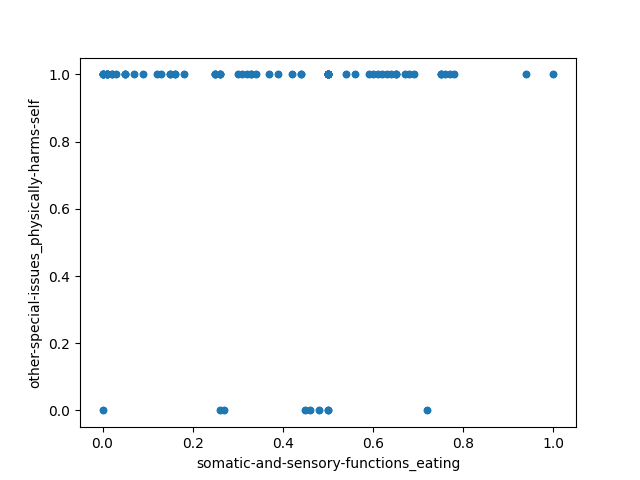 1.0
0.8
0.6
0.4
0.2
0.0
other-special-issues_physically-harms-self
0.0 0.2 0.4 0.6 0.8 1.0
somatic-and-sensory-functions_eating